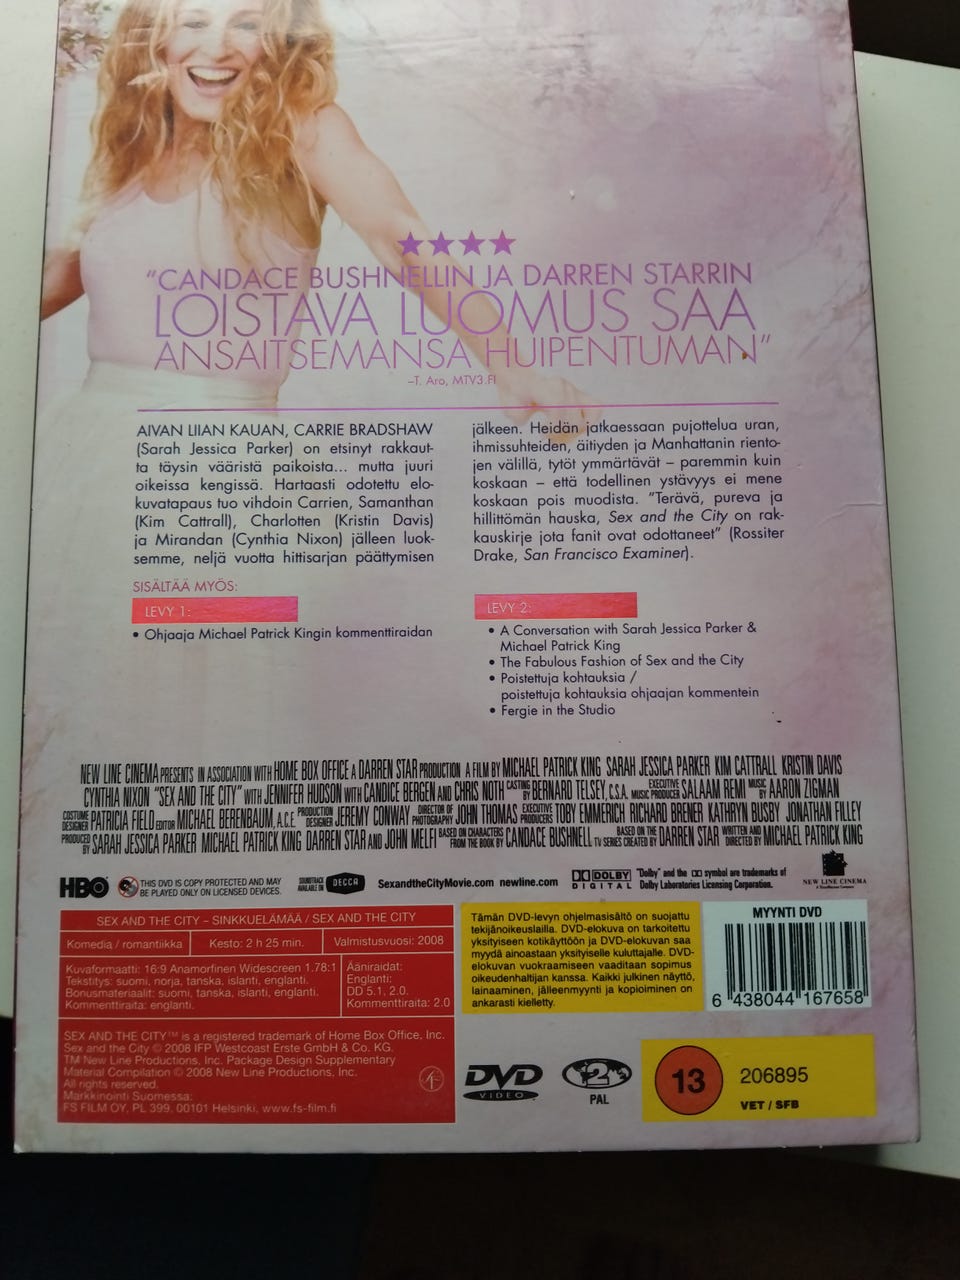 "CANDACE BUSHNELLIN JA DARREN STARRIN
LOISTAVA LUOMUS SAA
ANSAITSEMANSA HUIPENTUMAN"
–T. Aro, MTV3.FI
AIVAN LIIAN KAUAN, CARRIE BRADSHAW
(Sarah Jessica Parker) on etsinyt rakkaut-
ta täysin vääristä paikoista... mutta juuri
oikeissa kengissä. Hartaasti odotettu elo-
kuvatapaus tuo vihdoin Carrien, Samanthan
(Kim Cattrall), Charlotten (Kristin Davis)
ja Mirandan (Cynthia Nixon) jälleen luok-
semme, neljä vuotta hittisarjan päättymisen
jälkeen. Heidän jatkaessaan pujottelua uran,
ihmissuhteiden, äitiyden ja Manhattanin riento-
jen välillä, tytöt ymmärtävät – paremmin kuin
koskaan – että todellinen ystävyys ei mene
koskaan pois muodista. "Terävä, pureva ja
hillittömän hauska, Sex and the City on rak-
kauskirje jota fanit ovat odottaneet" (Rossiter
Drake, San Francisco Examiner).
SISÄLTÄÄ MYÖS:
LEVY 1:
• Ohjaaja Michael Patrick Kingin kommenttiraidan
LEVY 2:
• A Conversation with Sarah Jessica Parker &
Michael Patrick King
• The Fabulous Fashion of Sex and the City
• Poistettuja kohtauksia /
poistettuja kohtauksia ohjaajan kommentein
• Fergie in the Studio
NEW LINE CINEMA PRESENTS IN ASSOCIATION WITH HOME BOX OFFICE A DARREN STAR PRODUCTION A FILM BY MICHAEL PATRICK KING SARAH JESSICA PARKER KIM CATTRALL KRISTIN DAVIS
CYNTHIA NIXON "SEX AND THE CITY" WITH JENNIFER HUDSON WITH CANDICE BERGEN AND CHRIS NOTH CASTING BY BERNARD TELSEY, C.S.A. EXECUTIVE MUSIC PRODUCER SALAAM REMI MUSIC BY AARON ZIGMAN
COSTUME DESIGNER PATRICIA FIELD EDITOR MICHAEL BERENBAUM, A.C.E. PRODUCTION DESIGNER JEREMY CONWAY DIRECTOR OF PHOTOGRAPHY JOHN THOMAS EXECUTIVE PRODUCERS TOBY EMMERICH RICHARD BRENER KATHRYN BUSBY JONATHAN FILLEY
PRODUCED BY SARAH JESSICA PARKER MICHAEL PATRICK KING DARREN STAR AND JOHN MELFI BASED ON CHARACTERS FROM THE BOOK BY CANDACE BUSHNELL BASED ON THE TV SERIES CREATED BY DARREN STAR WRITTEN AND DIRECTED BY MICHAEL PATRICK KING
HBO
THIS DVD IS COPY PROTECTED AND MAY
BE PLAYED ONLY ON LICENSED DEVICES.
SOUNDTRACK
AVAILABLE ON
DECCA
SexandtheCityMovie.com newline.com
DOLBY
DIGITAL
"Dolby" and the DD symbol are trademarks of
Dolby Laboratories Licensing Corporation.
NEW LINE CINEMA
SEX AND THE CITY – SINKKUELÄMÄÄ / SEX AND THE CITY
Komedia / romantiikka
Kesto: 2 h 25 min.
Valmistusvuosi: 2008
Kuvaformaatti: 16:9 Anamorfinen Widescreen 1.78:1
Tekstitys: suomi, norja, tanska, islanti, englanti.
Bonusmateriaalit: suomi, tanska, islanti, englanti.
Kommenttiraita: englanti.
Ääniraidat:
Englanti:
DD 5.1, 2.0.
Kommenttiraita: 2.0
SEX AND THE CITY™ is a registered trademark of Home Box Office, Inc.
Sex and the City © 2008 IFP Westcoast Erste GmbH & Co. KG.
TM New Line Productions, Inc. Package Design Supplementary
Material Compilation © 2008 New Line Productions, Inc.
All rights reserved.
Markkinointi Suomessa:
FS FILM OY, PL 399, 00101 Helsinki, www.fs-film.fi
Tämän DVD-levyn ohjelmasisältö on suojattu
tekijänoikeuslailla. DVD-elokuva on tarkoitettu
yksityiseen kotikäyttöön ja DVD-elokuvan saa
myydä ainoastaan yksityiselle kuluttajalle. DVD-
elokuvan vuokraamiseen vaaditaan sopimus
oikeudenhaltijan kanssa. Kaikki julkinen näyttö,
lainaaminen, jälleenmyynti ja kopioiminen on
ankarasti kielletty.
MYYNTI DVD
6 438044 167658
DVD
VIDEO
2
PAL
13
206895
VET / SFB